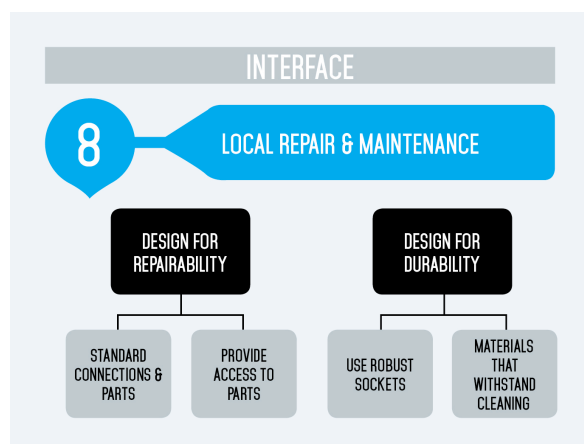 INTERFACE
8
LOCAL REPAIR & MAINTENANCE
DESIGN FOR
REPAIRABILITY
DESIGN FOR
DURABILITY
STANDARD
CONNECTIONS &
PARTS
PROVIDE
ACCESS TO
PARTS
USE ROBUST
SOCKETS
MATERIALS
THAT
WITHSTAND
CLEANING